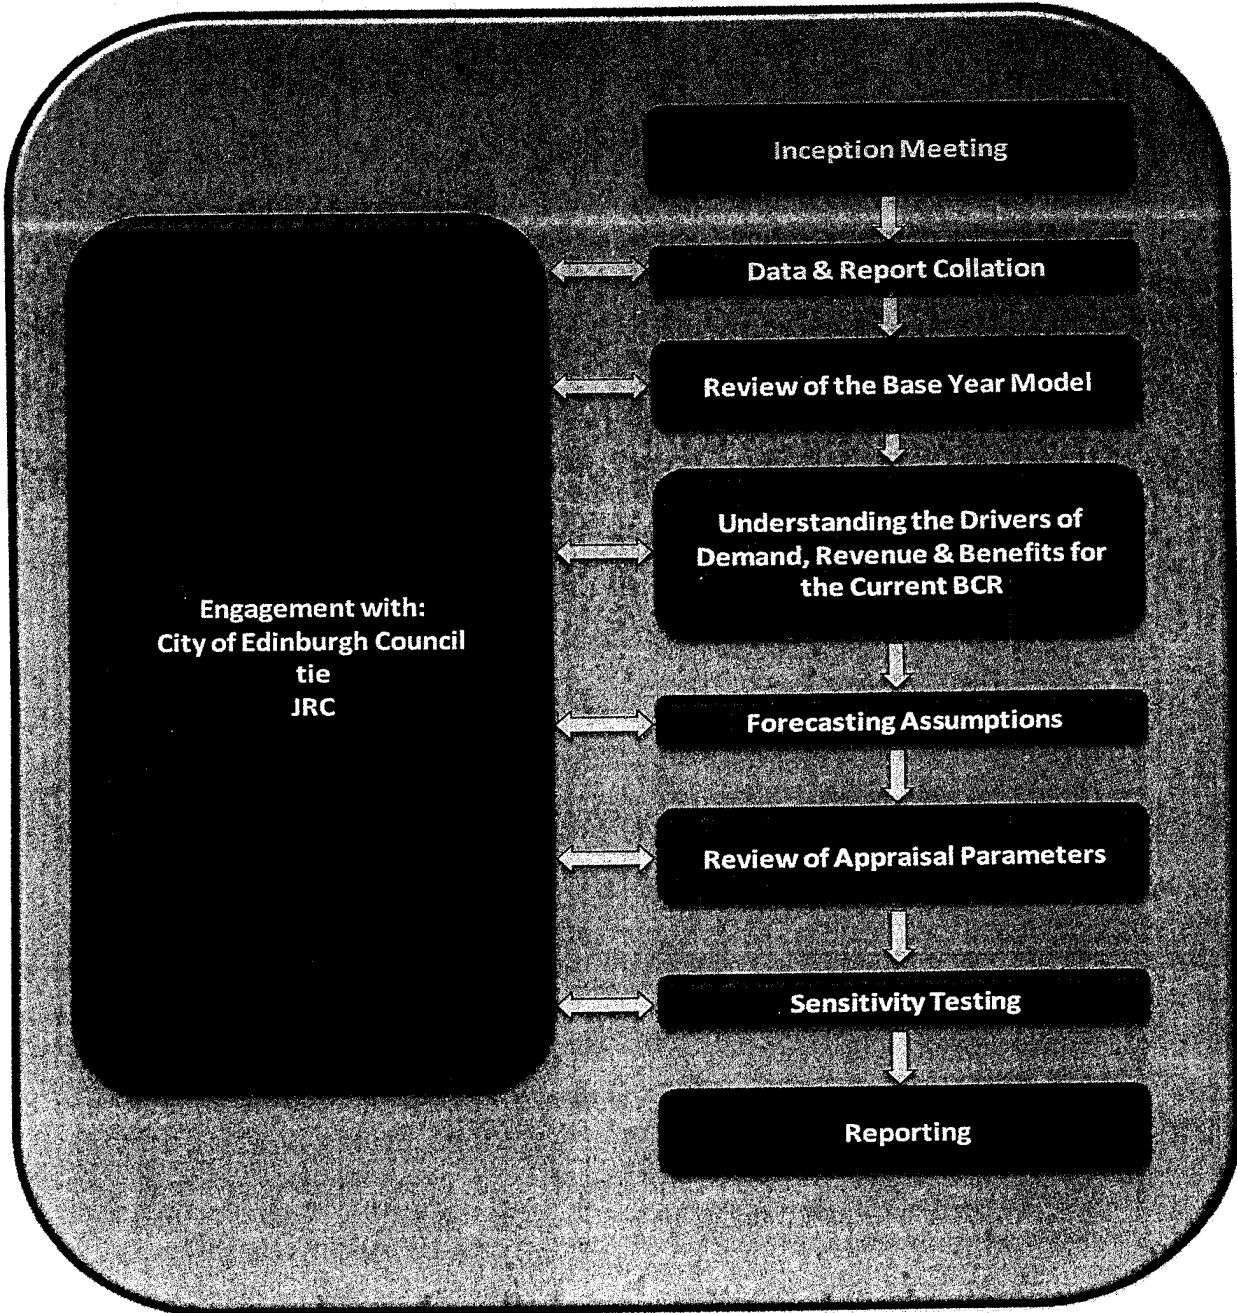 Inception Meeting
Data & Report Collation
Review of the Base Year Model
Understanding the Drivers of
Demand, Revenue & Benefits for
the Current BCR
Engagement with:
City of Edinburgh Council
tie
JRC
Forecasting Assumptions
Review of Appraisal Parameters
Sensitivity Testing
Reporting